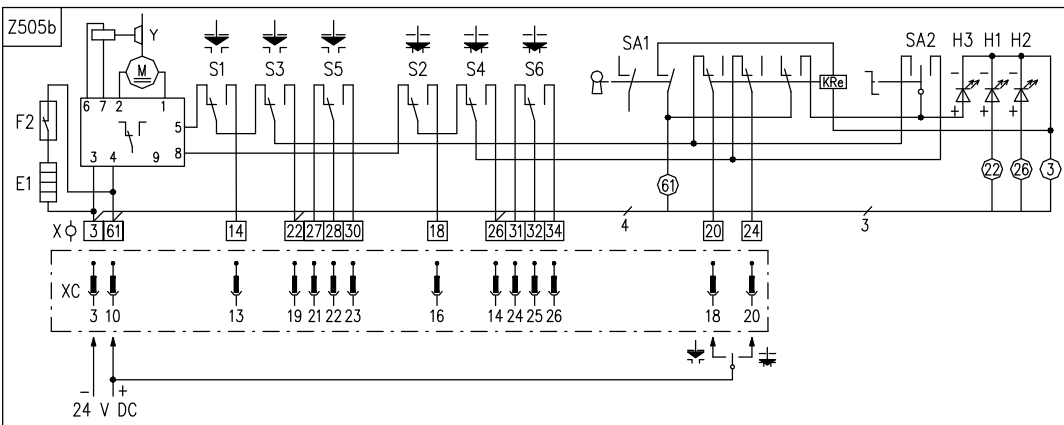 Z505b
Y
M
S1 S3 S5 S2 S4 S6
SA1 SA2 H3 H1 H2
KRe
6 7 2 1
F2
5
8
3 4 9
E1
- - -
+ + +
61 22 26 3
4 3
X 3 61 14 22 27 28 30 18 26 31 32 34 20 24
XC
3 10 13 19 21 22 23 16 14 24 25 26 18 20
- +
24 V DC